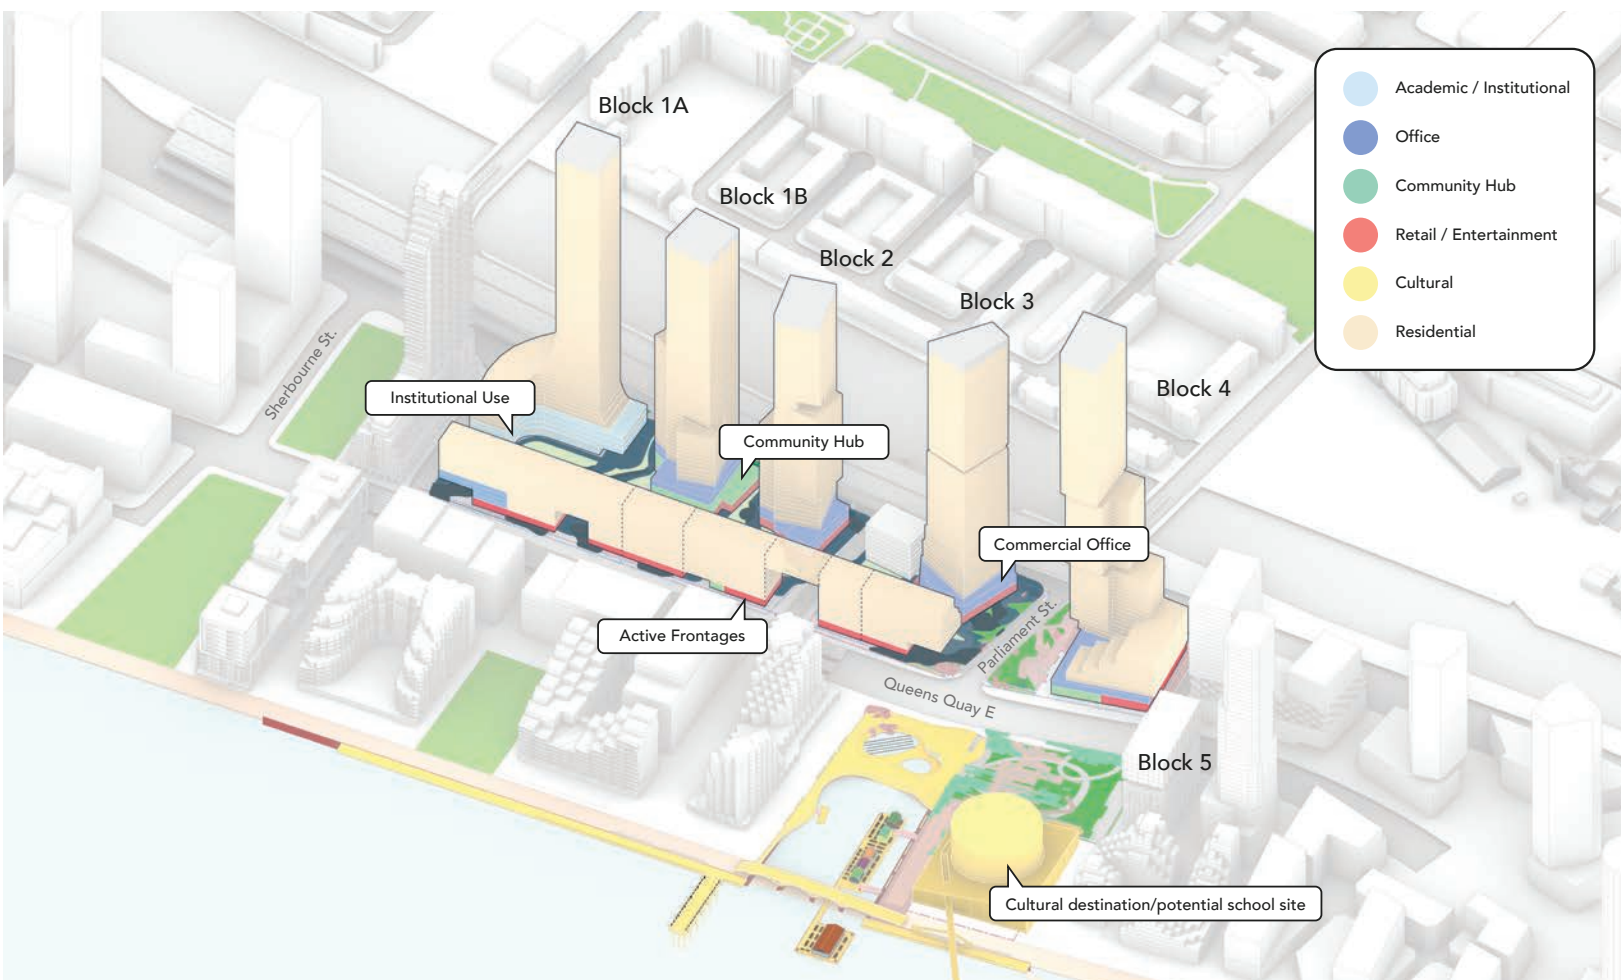 Block 1A
Block 1B
Block 2
Block 3
Block 4
Block 5
Academic / Institutional
Office
Community Hub
Retail / Entertainment
Cultural
Residential
Sherbourne St.
Institutional Use
Community Hub
Commercial Office
Active Frontages
Parliament St.
Queens Quay E
Cultural destination/potential school site